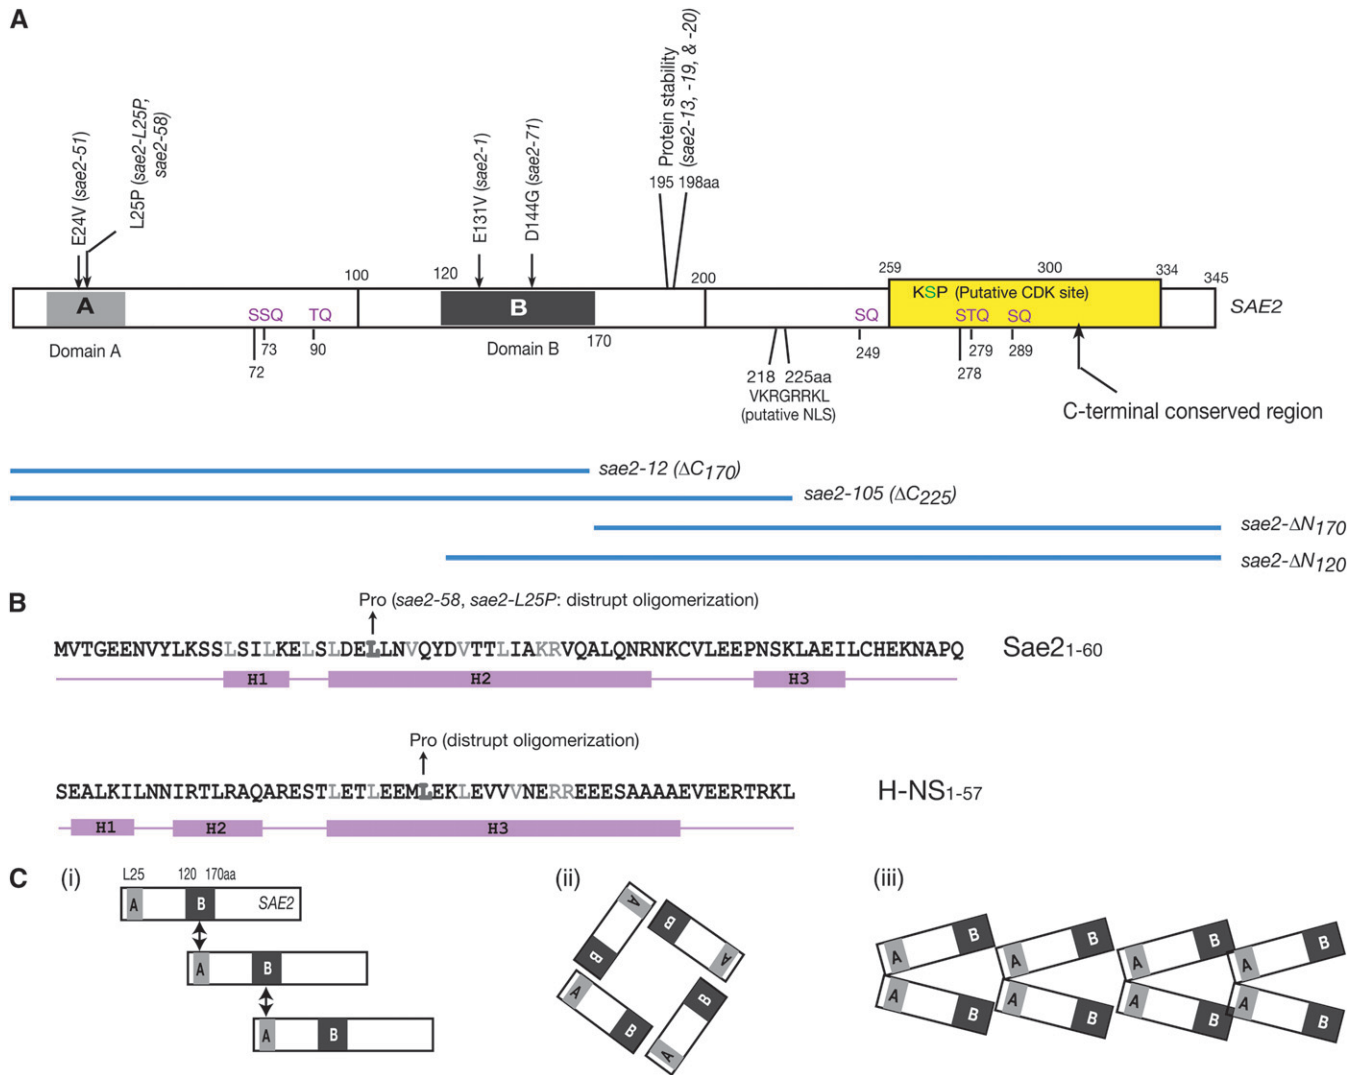 A
E24V (sae2-51)
L25P (sae2-L25P,
sae2-58)
E131V (sae2-1)
D144G (sae2-71)
Protein stability
(sae2-13, -19, & -20)
195 198aa
100
120
200
259
300
334
345
A
B
KSP (Putative CDK site)
SSQ
TQ
SQ
STQ
SQ
SAE2
Domain A
73
72
90
Domain B
170
218 225aa
VKRGRRKL
(putative NLS)
249
279
278
289
C-terminal conserved region
sae2-12 (ΔC170)
sae2-105 (ΔC225)
sae2-ΔN170
sae2-ΔN120
B
Pro (sae2-58, sae2-L25P: distrupt oligomerization)
MVTGEENVYLKSSLSILKELSLDELLNVQYDVTTLIAKRVQALQNRNKCVLEEPNSKLAEILCHEKNAPQ
Sae21-60
H1
H2
H3
Pro (distrupt oligomerization)
SEALKILNNIRTLRAQARESTLETLEEMLEKLEVVVNERREEESAAAAEVEERTRKL
H-NS1-57
H1
H2
H3
C
(i)
L25 120 170aa
A B SAE2
A B
A B
(ii)
A
B
B
A
A
B
B
A
(iii)
A B A B A B A B
A B A B A B A B